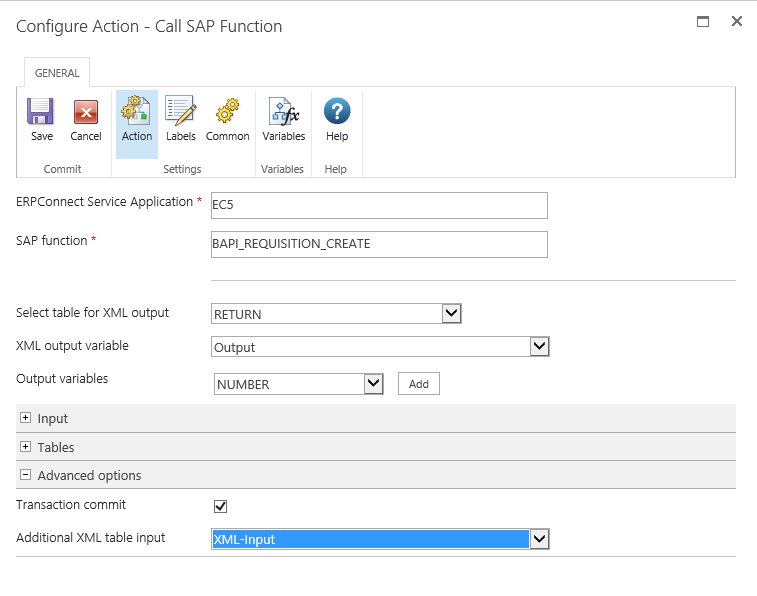 Configure Action - Call SAP Function
GENERAL
Save Cancel Action Labels Common Variables Help
Commit Settings Variables Help
ERPConnect Service Application * EC5
SAP function * BAPI_REQUISITION_CREATE
Select table for XML output RETURN
XML output variable Output
Output variables NUMBER Add
Input
Tables
Advanced options
Transaction commit
Additional XML table input XML-Input